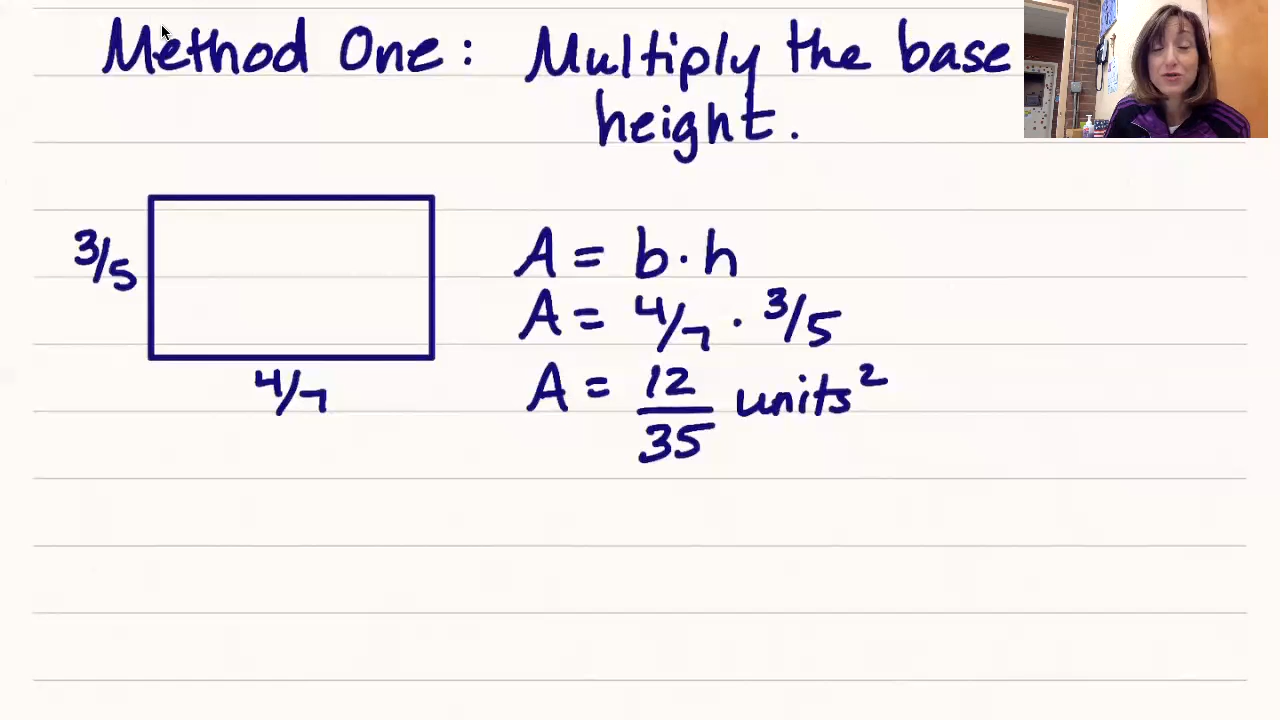 Method One: Multiply the base
height.
3/5
A = b · h
A = 4/7 · 3/5
A = 12/35 units²
4/7